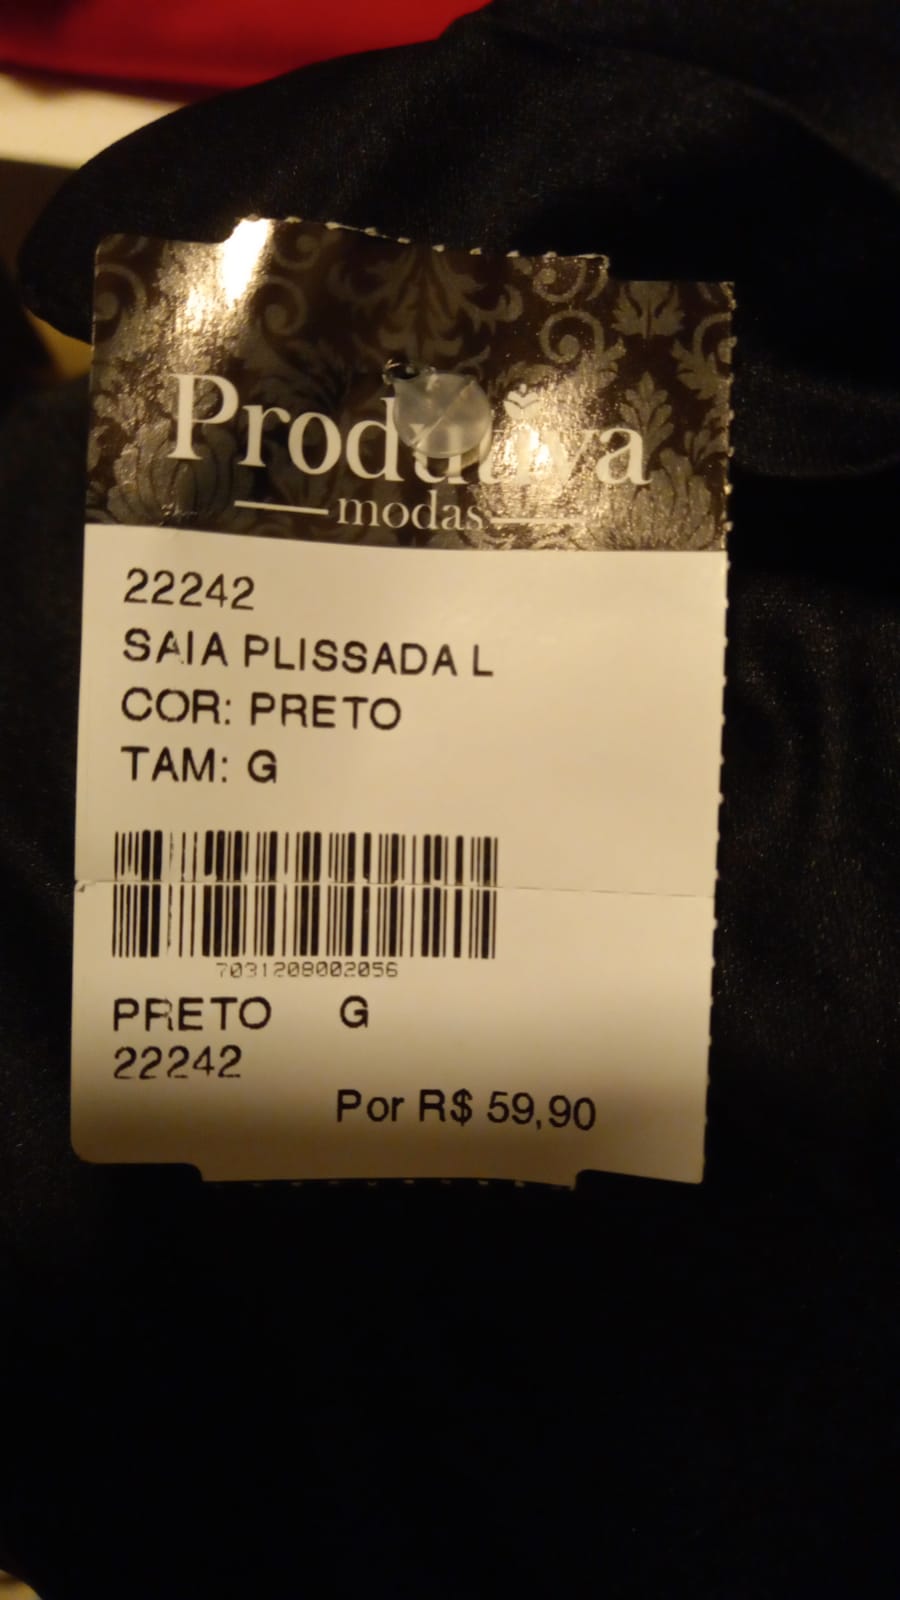 Produtiva
modas
22242
SAIA PLISSADA L
COR: PRETO
TAM: G
7031208002056
PRETO G
22242
Por R$ 59,90